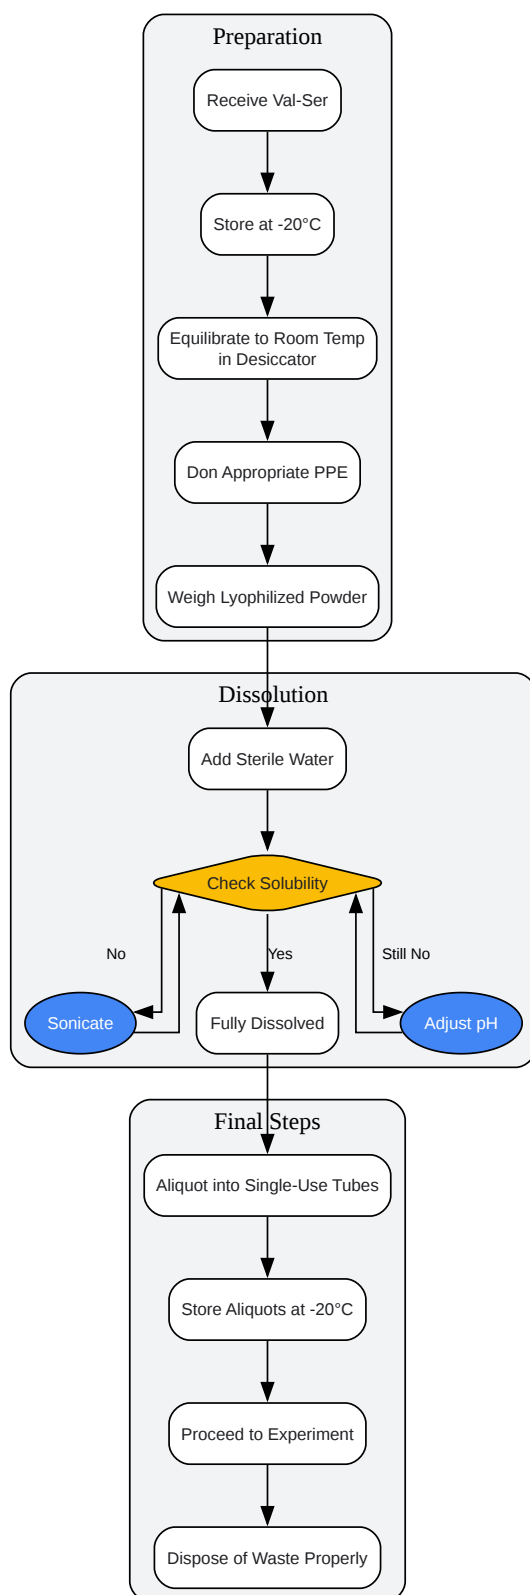 Preparation
Receive Val-Ser
Store at -20°C
Equilibrate to Room Temp
in Desiccator
Don Appropriate PPE
Weigh Lyophilized Powder
Dissolution
Add Sterile Water
Check Solubility
No
Yes
Still No
Sonicate
Fully Dissolved
Adjust pH
Final Steps
Aliquot into Single-Use Tubes
Store Aliquots at -20°C
Proceed to Experiment
Dispose of Waste Properly